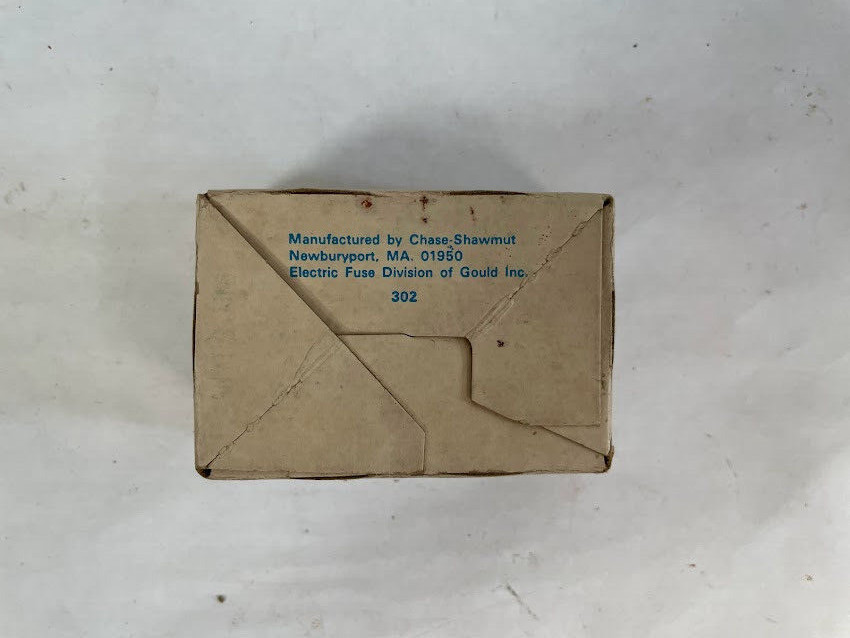 Manufactured by Chase-Shawmut
Newburyport, MA. 01950
Electric Fuse Division of Gould Inc.
302